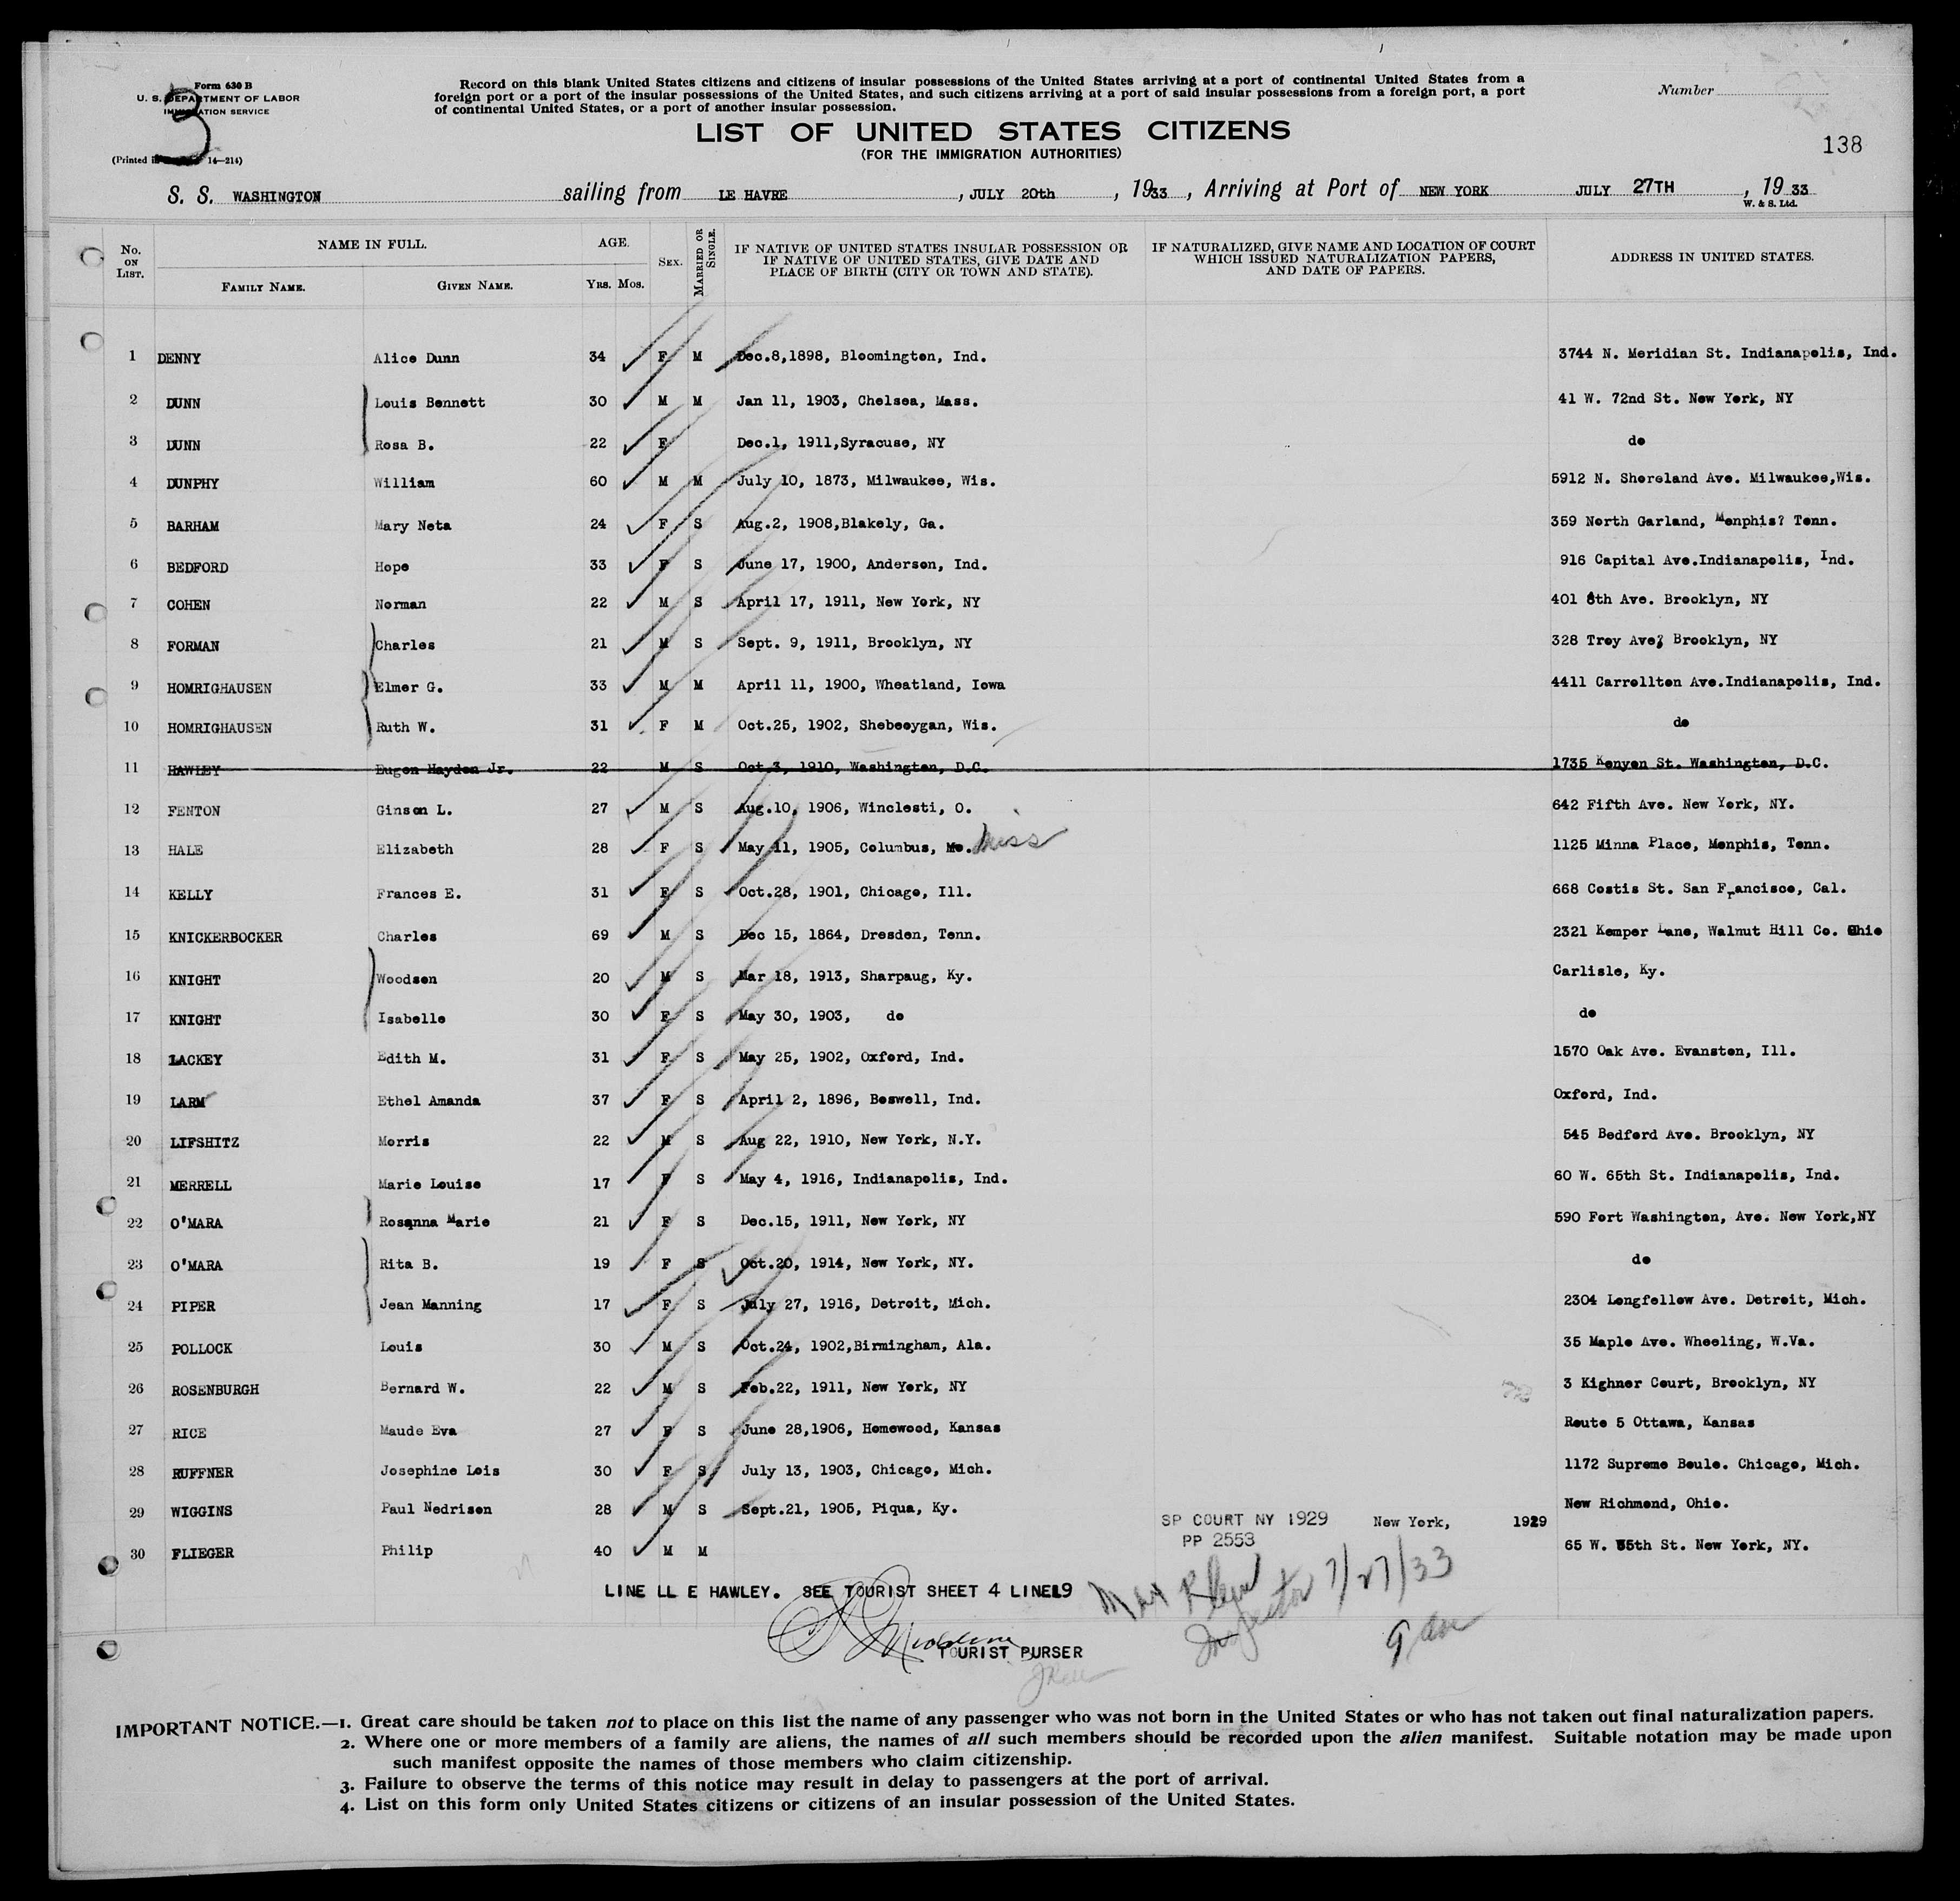 Form 630 B
U. S. DEPARTMENT OF LABOR
IMMIGRATION SERVICE
3
(Printed 14—214)
Record on this blank United States citizens and citizens of insular possessions of the United States arriving at a port of continental United States from a
foreign port or a port of the insular possessions of the United States, and such citizens arriving at a port of said insular possessions from a foreign port, a port
of continental United States, or a port of another insular possession.
Number
LIST OF UNITED STATES CITIZENS
(FOR THE IMMIGRATION AUTHORITIES)
138
S. S. WASHINGTON sailing from LE HAVRE , JULY 20th , 1933 , Arriving at Port of NEW YORK JULY 27TH , 19 33
W. & S. Ltd.
No. ON LIST. NAME IN FULL. FAMILY NAME. GIVEN NAME. AGE. YRS. MOS. SEX. MARRIED OR SINGLE. IF NATIVE OF UNITED STATES INSULAR POSSESSION OR IF NATIVE OF UNITED STATES, GIVE DATE AND PLACE OF BIRTH (CITY OR TOWN AND STATE). IF NATURALIZED, GIVE NAME AND LOCATION OF COURT WHICH ISSUED NATURALIZATION PAPERS, AND DATE OF PAPERS. ADDRESS IN UNITED STATES.
1 DENNY Alice Dunn 34 F M Dec.8,1898, Bloomington, Ind. 3744 N. Meridian St. Indianapolis, Ind.
2 DUNN Louis Bennett 30 M M Jan 11, 1903, Chelsea, Mass. 41 W. 72nd St. New York, NY
3 DUNN Rosa B. 22 F Dec.1, 1911,Syracuse, NY do
4 DUNPHY William 60 M M July 10, 1873, Milwaukee, Wis. 5912 N. Shoreland Ave. Milwaukee,Wis.
5 BARHAM Mary Neta 24 F S Aug.2, 1908,Blakely, Ga. 359 North Garland, Menphis? Tenn.
6 BEDFORD Hope 33 F S June 17, 1900, Anderson, Ind. 916 Capital Ave.Indianapolis, Ind.
7 COHEN Norman 22 M S April 17, 1911, New York, NY 401 8th Ave. Brooklyn, NY
8 FORMAN Charles 21 M S Sept. 9, 1911, Brooklyn, NY 328 Troy Ave? Brooklyn, NY
9 HOMRIGHAUSEN Elmer G. 33 M M April 11, 1900, Wheatland, Iowa 4411 Carrollton Ave.Indianapolis, Ind.
10 HOMRIGHAUSEN Ruth W. 31 F M Oct.25, 1902, Sheboeygan, Wis. do
11 HAWLEY Eugen Hayden Jr. 22 M S Oct 3, 1910, Washington, D.C. 1735 Kenyon St. Washington, D.C.
12 FENTON Ginson L. 27 M S Aug.10, 1906, Winclesti, O. 642 Fifth Ave. New York, NY.
13 HALE Elizabeth 28 F S May 11, 1905, Columbus, Mo. Miss 1125 Minna Place, Menphis, Tenn.
14 KELLY Frances E. 31 F S Oct.28, 1901, Chicago, Ill. 668 Costis St. San Francisco, Cal.
15 KNICKERBOCKER Charles 69 M S Dec 15, 1864, Dresden, Tenn. 2321 Kemper Lane, Walnut Hill Co. Ohio
16 KNIGHT Woodson 20 M S Mar 18, 1913, Sharpaug, Ky. Carlisle, Ky.
17 KNIGHT Isabelle 30 F S May 30, 1903, do do
18 LACKEY Edith M. 31 F S May 25, 1902, Oxford, Ind. 1570 Oak Ave. Evanston, Ill.
19 LARM Ethel Amanda 37 F S April 2, 1896, Boswell, Ind. Oxford, Ind.
20 LIFSHITZ Morris 22 M S Aug 22, 1910, New York, N.Y. 545 Bedford Ave. Brooklyn, NY
21 MERRELL Marie Louise 17 F S May 4, 1916, Indianapolis, Ind. 60 W. 65th St. Indianapolis, Ind.
22 O'MARA Rosanna Marie 21 F S Dec.15, 1911, New York, NY 590 Fort Washington, Ave. New York,NY
23 O'MARA Rita B. 19 F S Oct.20, 1914, New York, NY. do
24 PIPER Jean Manning 17 F S July 27, 1916, Detroit, Mich. 2304 Longfellow Ave. Detroit, Mich.
25 POLLOCK Louis 30 M S Oct.24, 1902,Birmingham, Ala. 35 Maple Ave. Wheeling, W.Va.
26 ROSENBURGH Bernard W. 22 M S Feb.22, 1911, New York, NY 3 Kighner Court, Brooklyn, NY
27 RICE Maude Eva 27 F S June 28,1906, Homewood, Kansas Route 5 Ottawa, Kansas
28 RUFFNER Josephine Lois 30 F S July 13, 1903, Chicago, Mich. 1172 Supreme Boule. Chicago, Mich.
29 WIGGINS Paul Nedrison 28 M S Sept.21, 1905, Piqua, Ky. New Richmond, Ohio.
SP COURT NY 1929 New York, 1929
PP 2553
30 FLIEGER Philip 40 M M 65 W. 55th St. New York, NY.
LINE LL E HAWLEY. SEE TOURIST SHEET 4 LINE19
Inspector 7/27/33
TOURIST PURSER
IMPORTANT NOTICE.—1. Great care should be taken not to place on this list the name of any passenger who was not born in the United States or who has not taken out final naturalization papers.
2. Where one or more members of a family are aliens, the names of all such members should be recorded upon the alien manifest. Suitable notation may be made upon
such manifest opposite the names of those members who claim citizenship.
3. Failure to observe the terms of this notice may result in delay to passengers at the port of arrival.
4. List on this form only United States citizens or citizens of an insular possession of the United States.